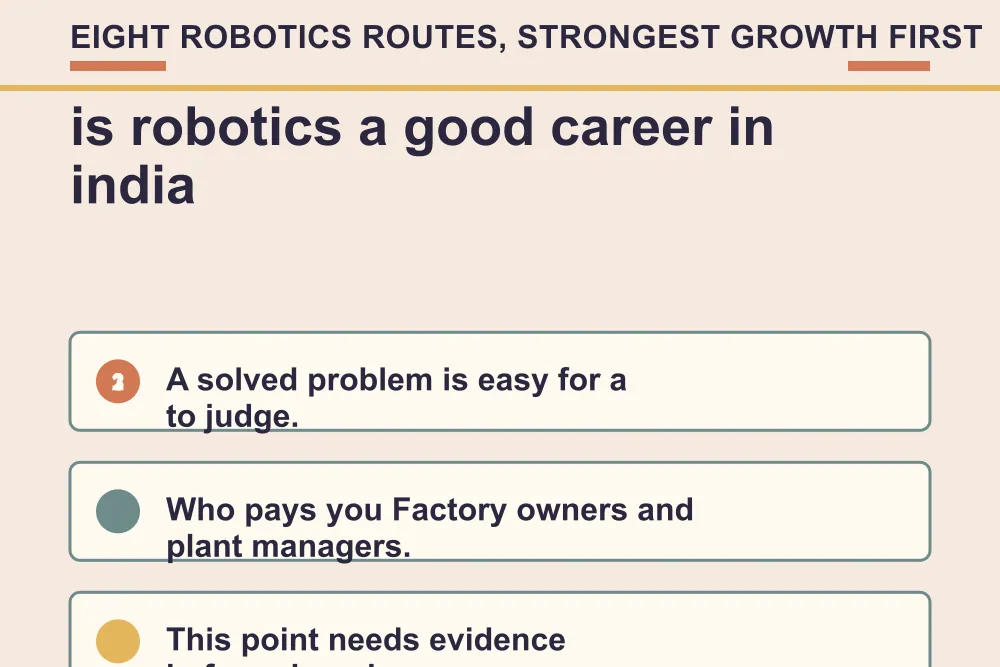 EIGHT ROBOTICS ROUTES, STRONGEST GROWTH FIRST
is robotics a good career in
india
A solved problem is easy for a
to judge.
Who pays you Factory owners and
plant managers.
This point needs evidence